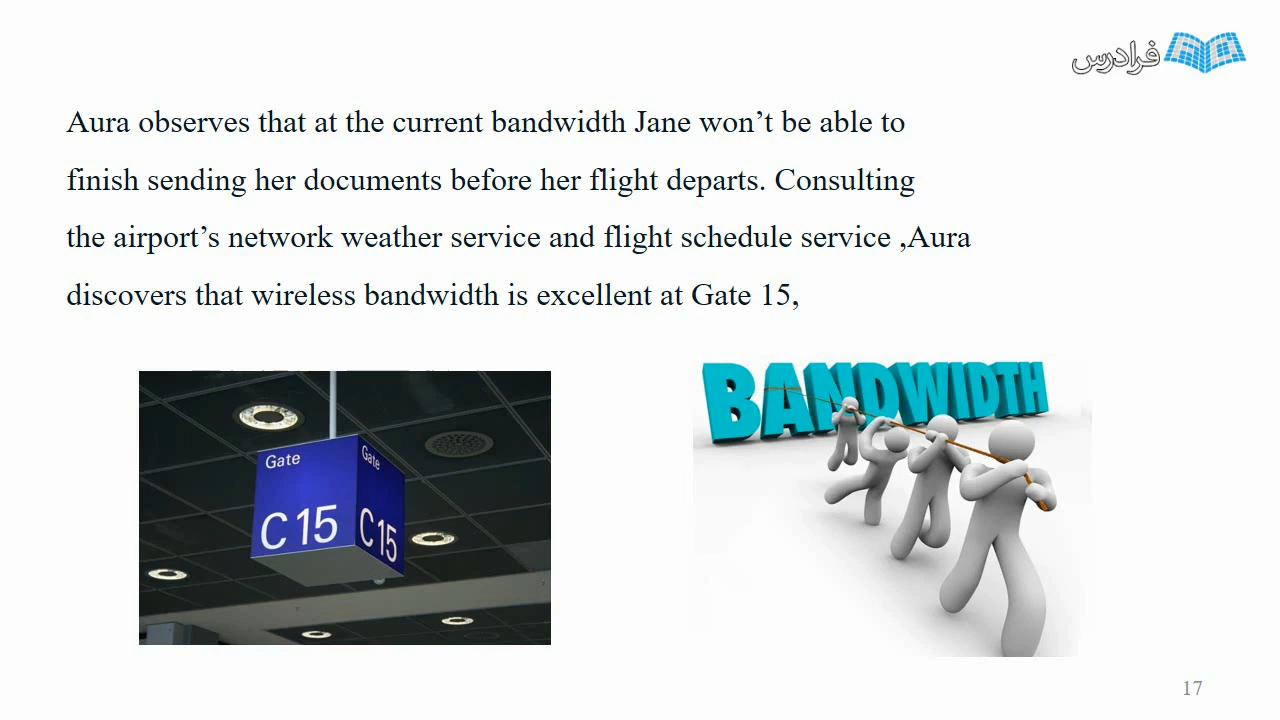 فرادرس
Aura observes that at the current bandwidth Jane won’t be able to
finish sending her documents before her flight departs. Consulting
the airport’s network weather service and flight schedule service ,Aura
discovers that wireless bandwidth is excellent at Gate 15,
Gate
C 15
Gate
C 15
BANDWIDTH
17